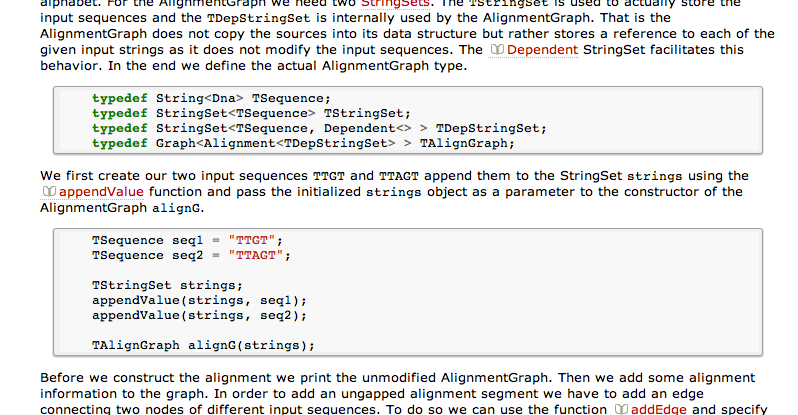 alphabet. For the AlignmentGraph we need two StringSets. The TStringSet is used to actually store the
input sequences and the TDepStringSet is internally used by the AlignmentGraph. That is the
AlignmentGraph does not copy the sources into its data structure but rather stores a reference to each of the
given input strings as it does not modify the input sequences. The Dependent StringSet facilitates this
behavior. In the end we define the actual AlignmentGraph type.
typedef String<Dna> TSequence;
typedef StringSet<TSequence> TStringSet;
typedef StringSet<TSequence, Dependent<> > TDepStringSet;
typedef Graph<Alignment<TDepStringSet> > TAlignGraph;
We first create our two input sequences TTGT and TTAGT append them to the StringSet strings using the
appendValue function and pass the initialized strings object as a parameter to the constructor of the
AlignmentGraph alignG.
TSequence seq1 = "TTGT";
TSequence seq2 = "TTAGT";
TStringSet strings;
appendValue(strings, seq1);
appendValue(strings, seq2);
TAlignGraph alignG(strings);
Before we construct the alignment we print the unmodified AlignmentGraph. Then we add some alignment
information to the graph. In order to add an ungapped alignment segment we have to add an edge
connecting two nodes of different input sequences. To do so we can use the function addEdge and specify